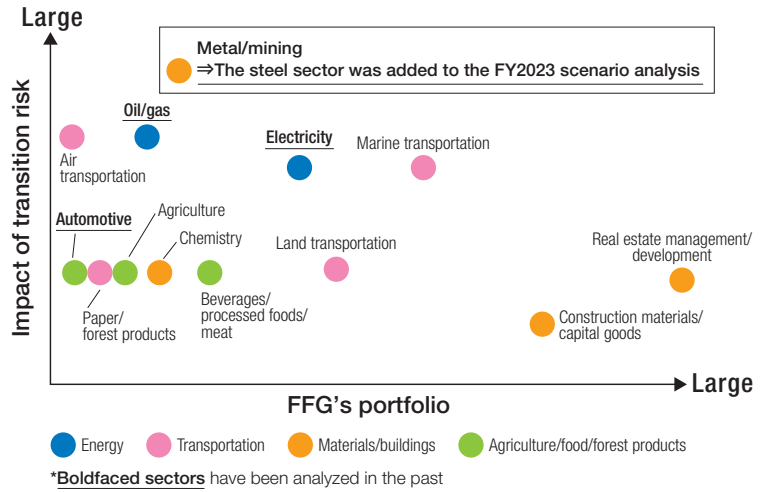 Large
Metal/mining
⇒The steel sector was added to the FY2023 scenario analysis
Impact of transition risk
Oil/gas
Air
transportation
Electricity
Marine transportation
Automotive
Agriculture
Chemistry
Land transportation
Real estate management/
development
Paper/
forest products
Beverages/
processed foods/
meat
Construction materials/
capital goods
Large
FFG's portfolio
Energy
Transportation
Materials/buildings
Agriculture/food/forest products
*Boldfaced sectors have been analyzed in the past